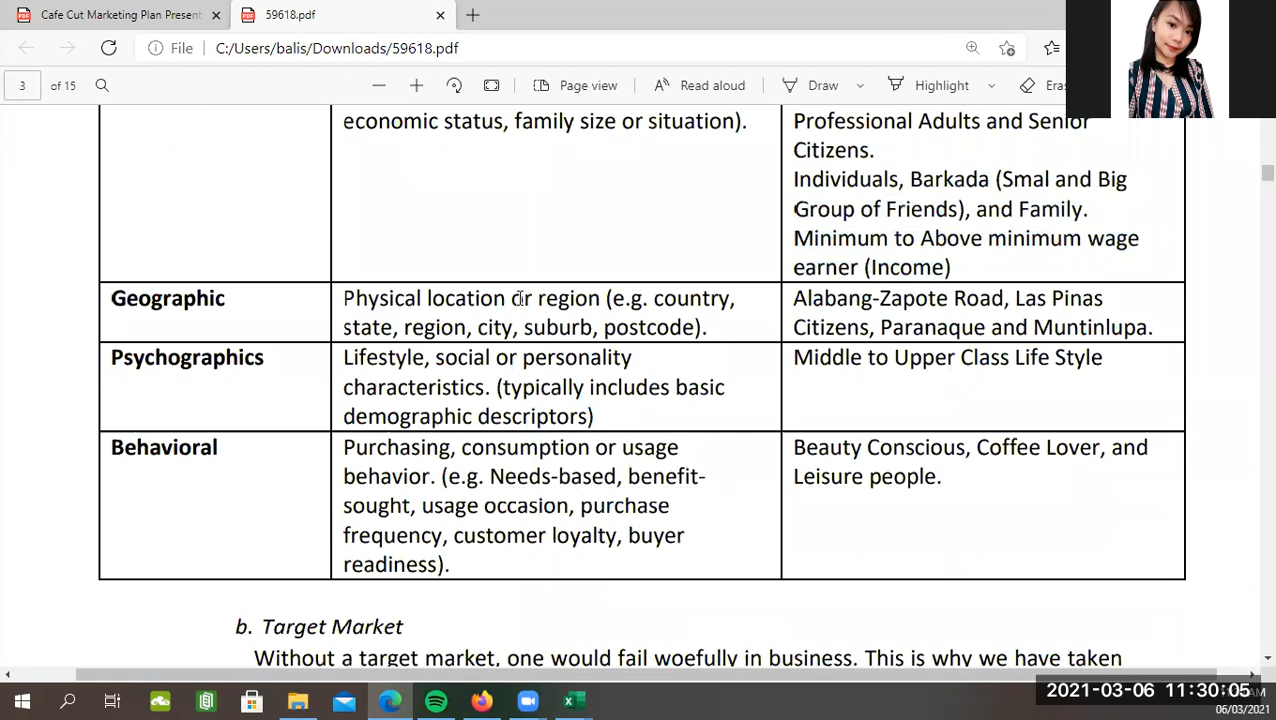 Cafe Cut Marketing Plan Present
59618.pdf
File
C:/Users/balis/Downloads/59618.pdf
3
of 15
Page view
Read aloud
Draw
Highlight
economic status, family size or situation).
Professional Adults and Senior
Citizens.
Individuals, Barkada (Smal and Big
Group of Friends), and Family.
Minimum to Above minimum wage
earner (Income)
Geographic
Physical location or region (e.g. country,
state, region, city, suburb, postcode).
Alabang-Zapote Road, Las Pinas
Citizens, Paranaque and Muntinlupa.
Psychographics
Lifestyle, social or personality
characteristics. (typically includes basic
demographic descriptors)
Middle to Upper Class Life Style
Behavioral
Purchasing, consumption or usage
behavior. (e.g. Needs-based, benefit-
sought, usage occasion, purchase
frequency, customer loyalty, buyer
readiness).
Beauty Conscious, Coffee Lover, and
Leisure people.
b. Target Market
Without a target market, one would fail woefully in business. This is why we have taken
2021-03-06 11:30:05
06/03/2021